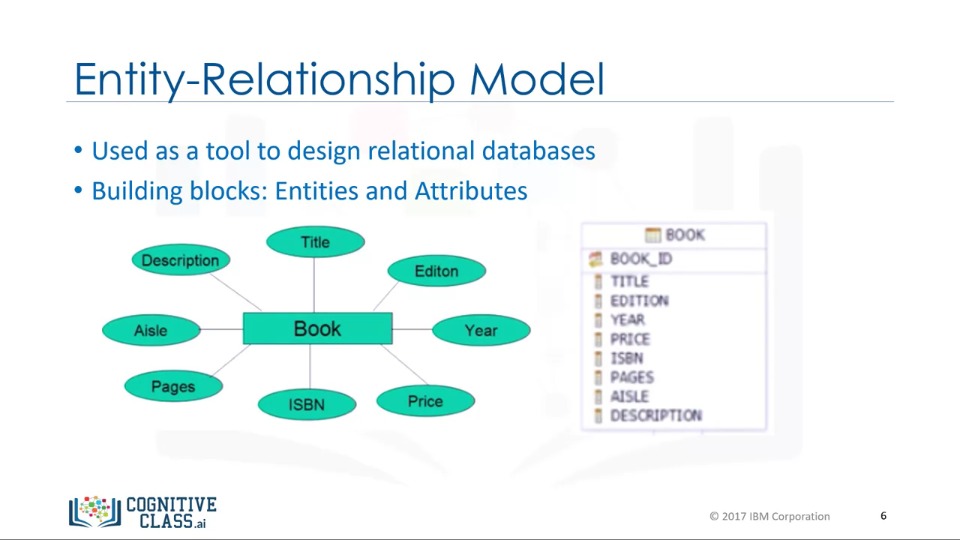 Entity-Relationship Model
• Used as a tool to design relational databases
• Building blocks: Entities and Attributes
Title
Description
Editon
Aisle
Book
Year
Pages
ISBN
Price
BOOK
BOOK_ID
TITLE
EDITION
YEAR
PRICE
ISBN
PAGES
AISLE
DESCRIPTION
COGNITIVE
CLASS.ai
© 2017 IBM Corporation
6